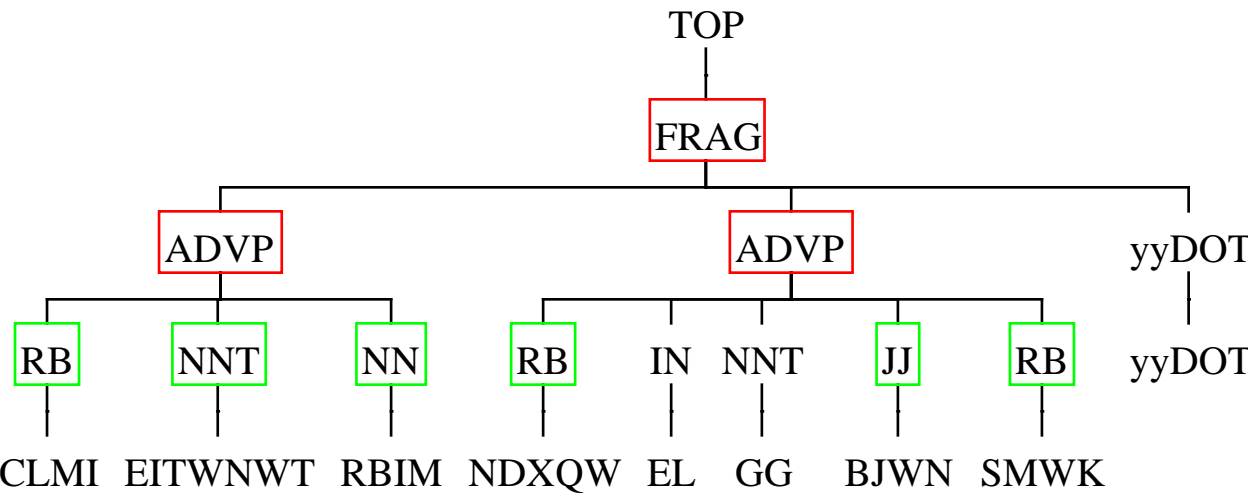 TOP
FRAG
ADVP ADVP yyDOT
RB NNT NN RB IN NNT JJ RB yyDOT
CLMI EITWNWT RBIM NDXQW EL GG BJWN SMWK